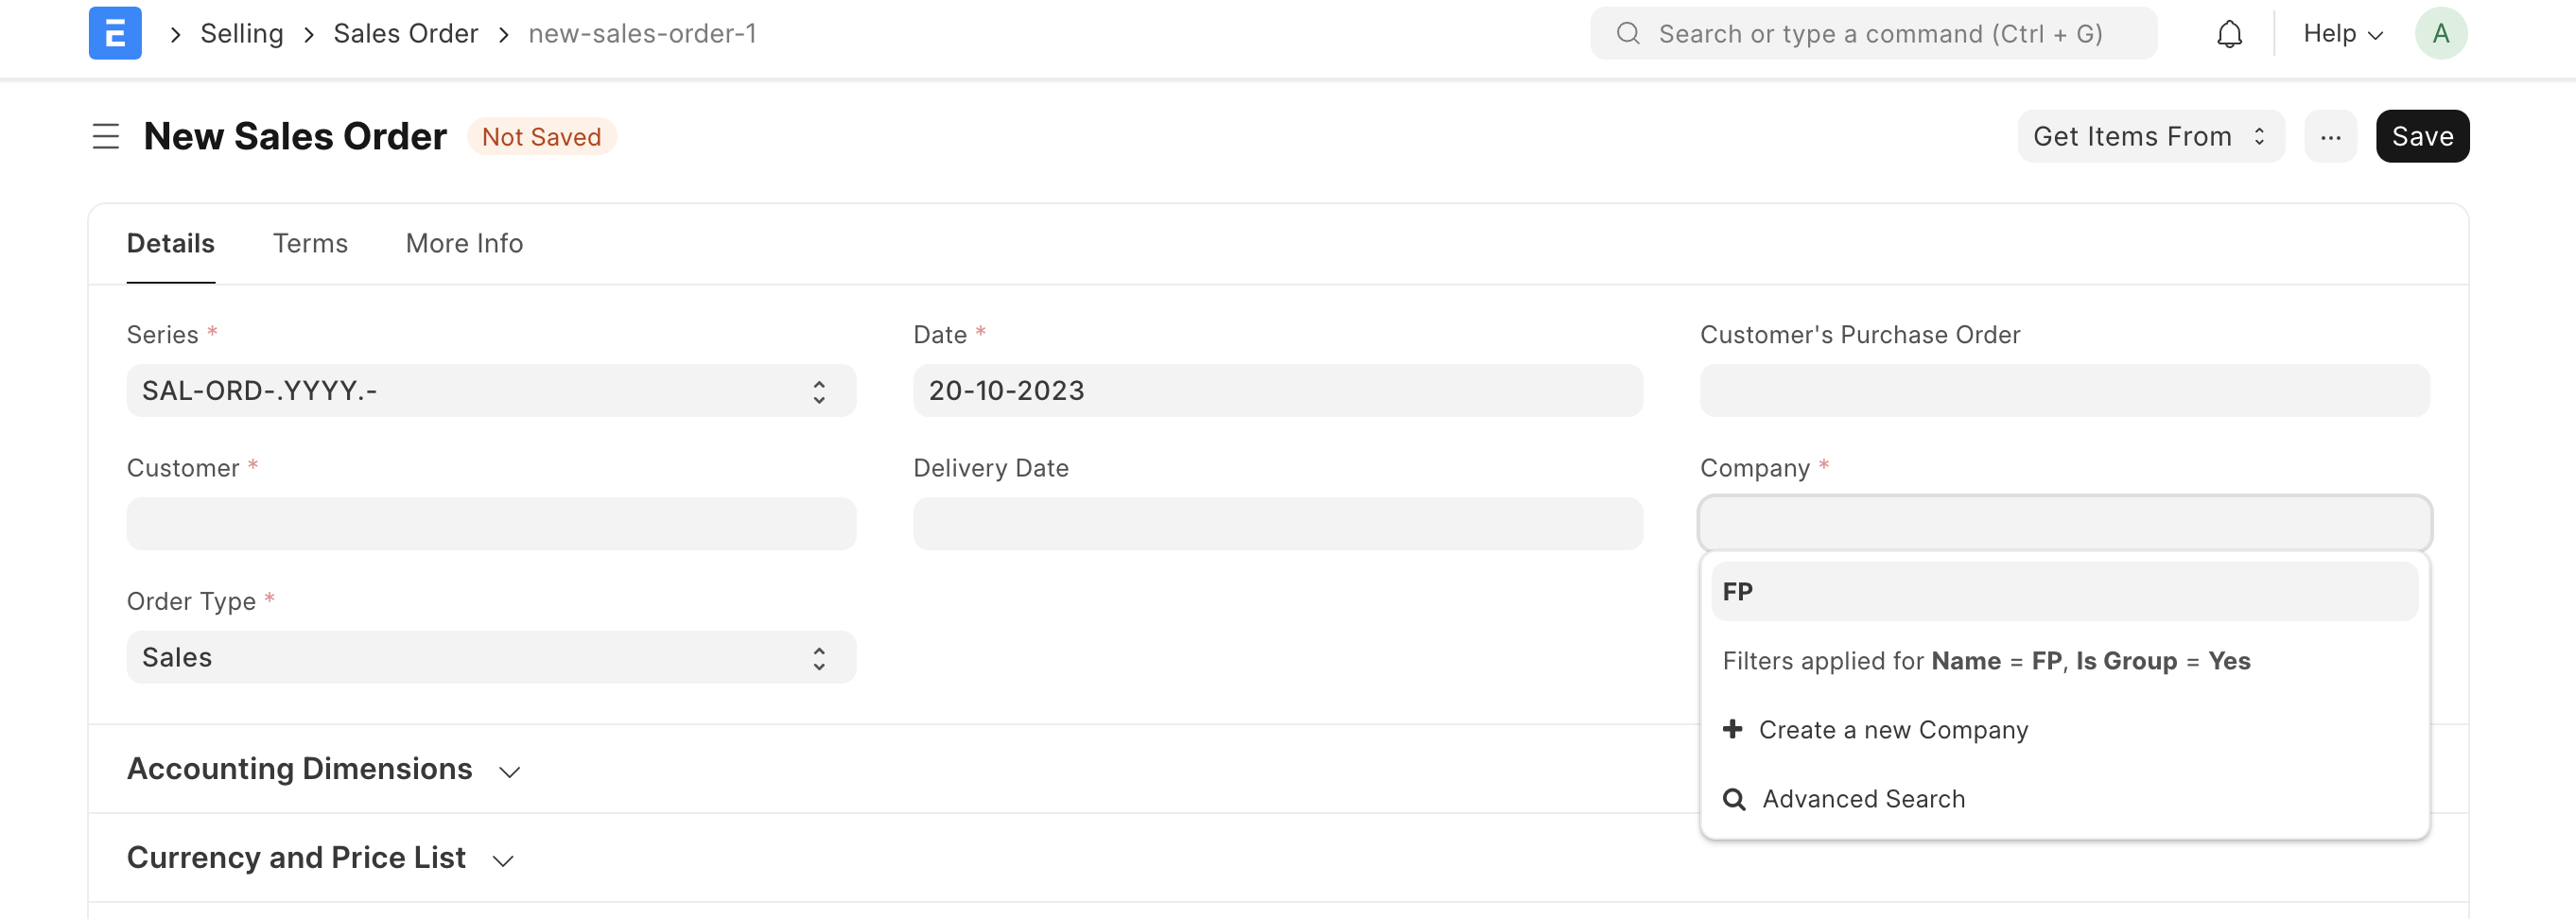 E > Selling > Sales Order > new-sales-order-1 Search or type a command (Ctrl + G) Help A
New Sales Order Not Saved Get Items From ... Save
Details Terms More Info
Series * Date * Customer's Purchase Order
SAL-ORD-.YYYY.- 20-10-2023
Customer * Delivery Date Company *
FP
Order Type *
Filters applied for Name = FP, Is Group = Yes
Sales
Create a new Company
Accounting Dimensions
Advanced Search
Currency and Price List